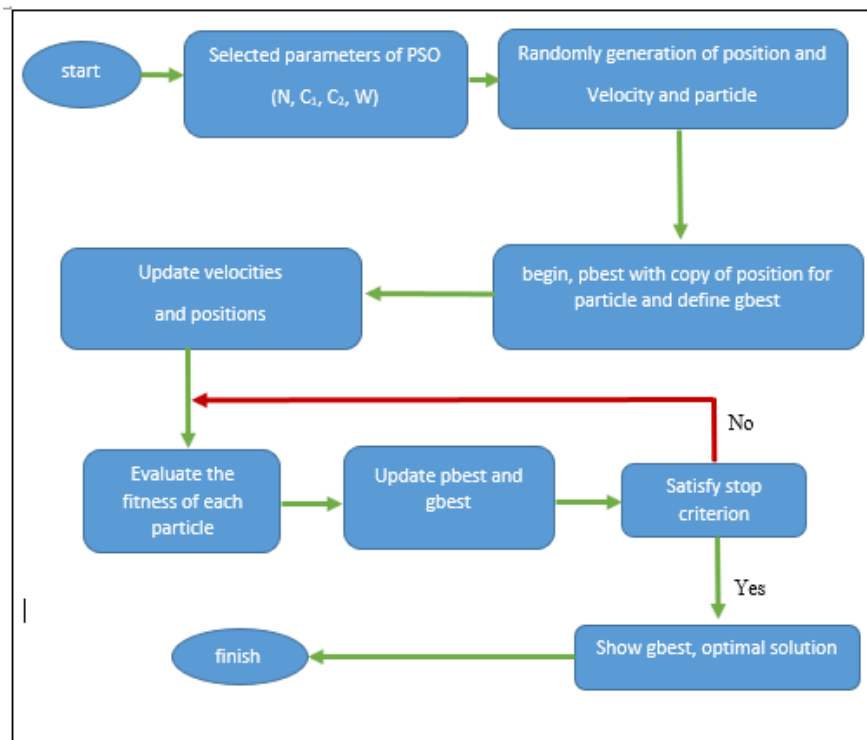 start
Selected parameters of PSO
(N, C₁, C₂, W)
Randomly generation of position and
Velocity and particle
begin, pbest with copy of position for
particle and define gbest
Update velocities
and positions
No
Evaluate the
fitness of each
particle
Update pbest and
gbest
Satisfy stop
criterion
Yes
Show gbest, optimal solution
finish